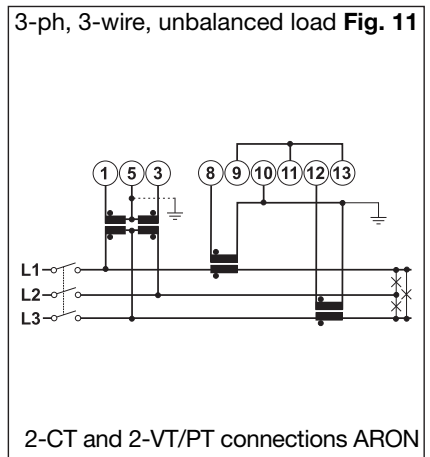 3-ph, 3-wire, unbalanced load Fig. 11
1 5 3 8 9 10 11 12 13
L1
L2
L3
2-CT and 2-VT/PT connections ARON